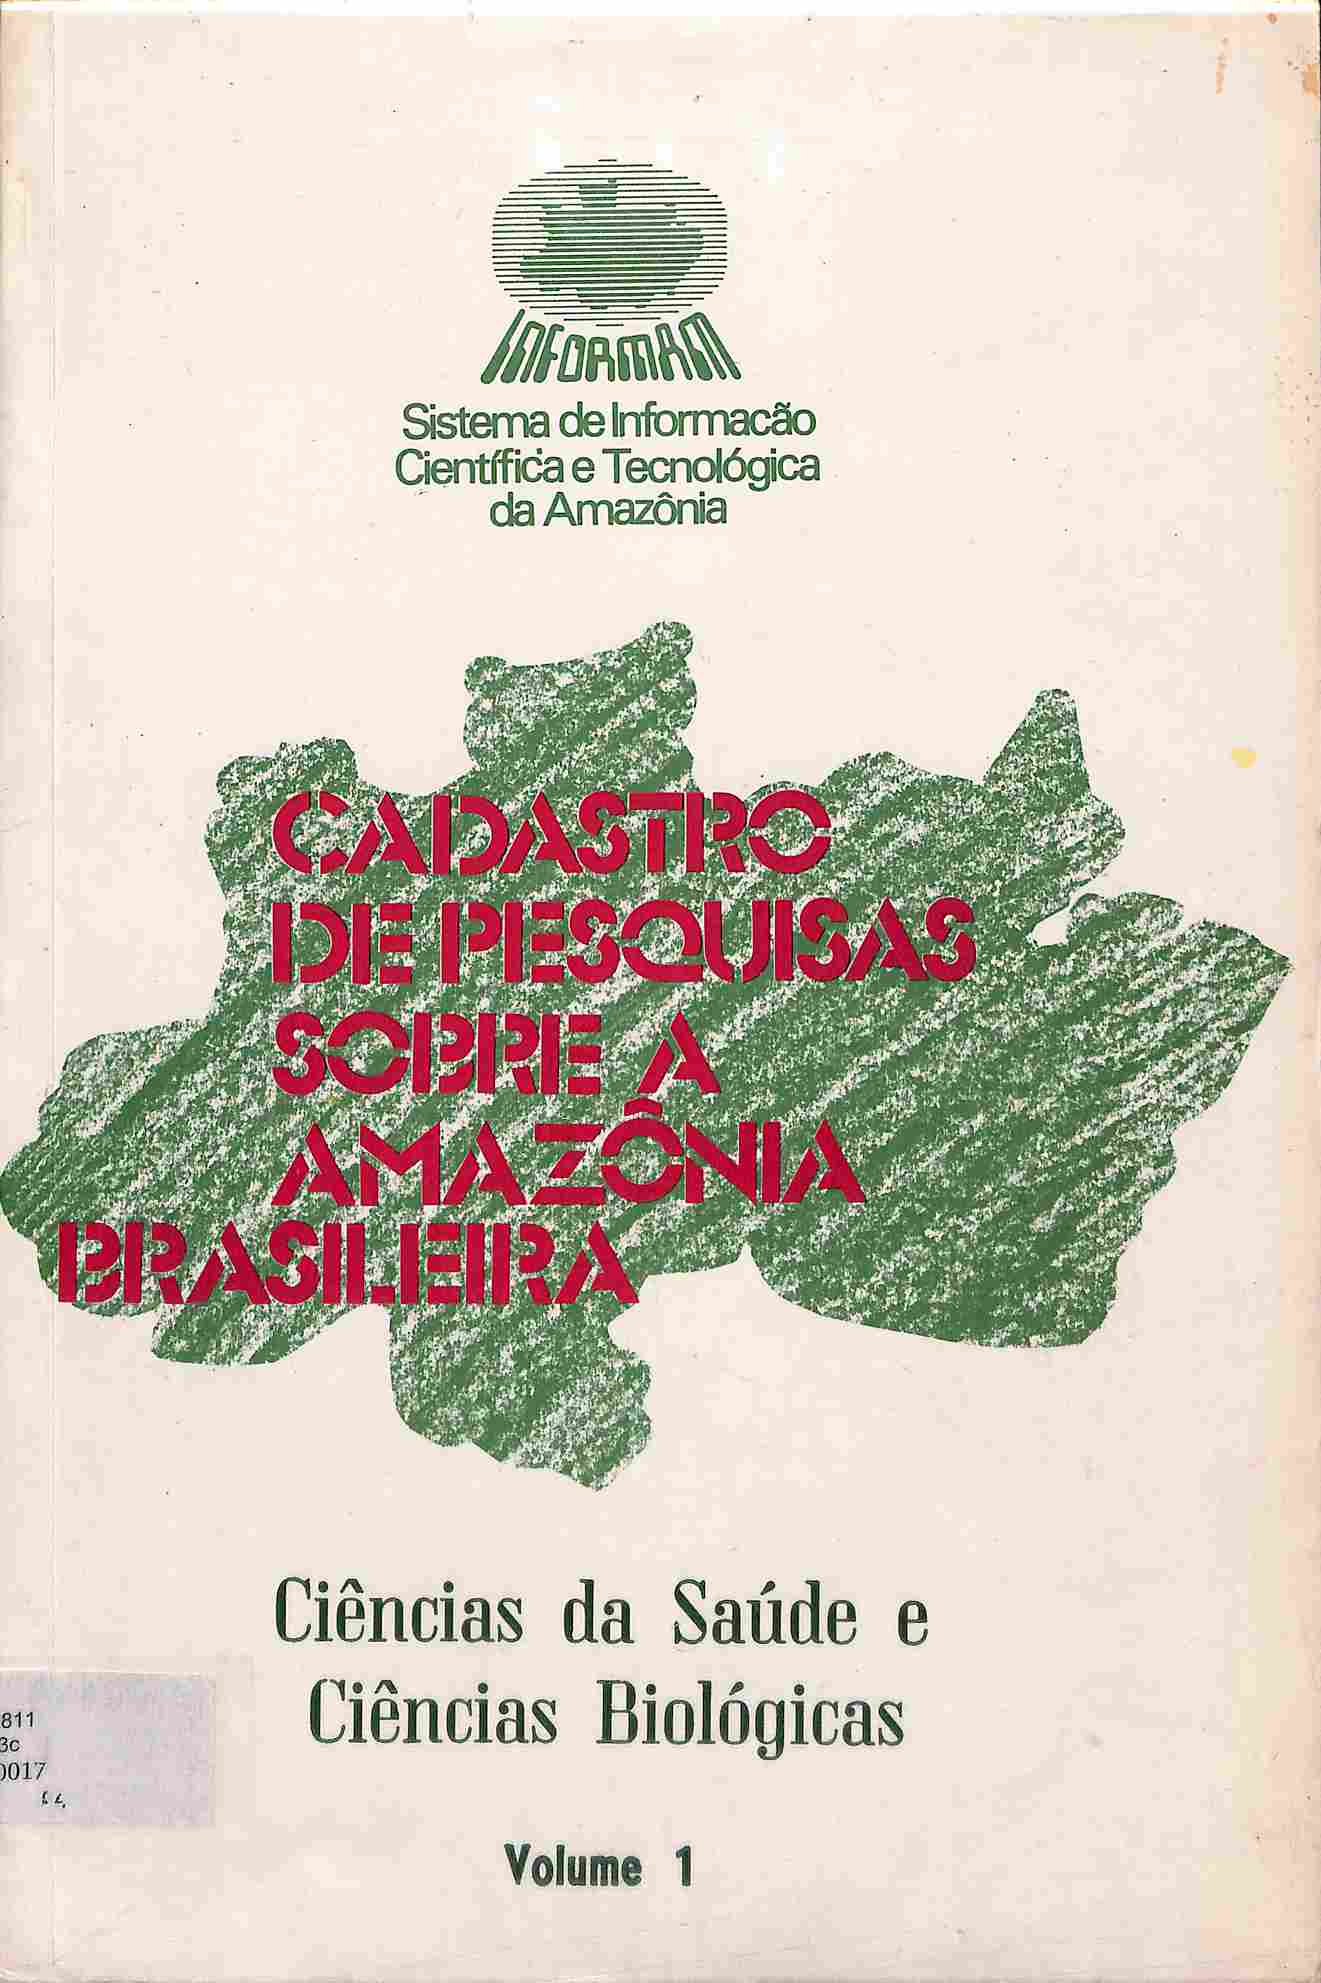 INFORMAM
Sistema de Informacão
Científica e Tecnológica
da Amazônia
CADASTRO
DE PESQUISAS
SOBRE A
AMAZÔNIA
BRASILEIRA
Ciências da Saúde e
Ciências Biológicas
811
3c
0017
Volume 1